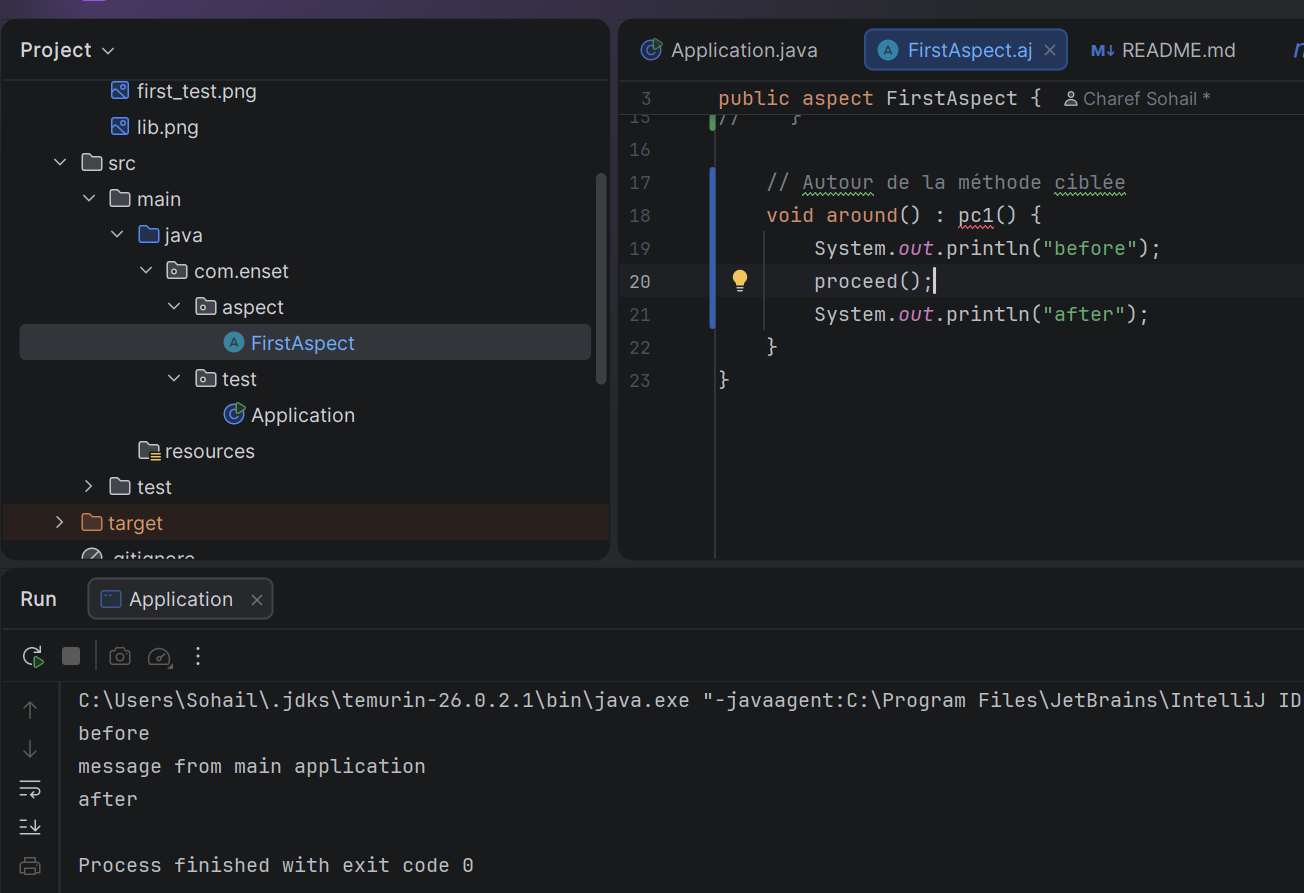 Project
first_test.png
lib.png
src
main
java
com.enset
aspect
FirstAspect
test
Application
resources
test
target
.gitignore
Application.java
FirstAspect.aj
README.md
3 public aspect FirstAspect { Charef Sohail *
15 // }
16
17 // Autour de la méthode ciblée
18 void around() : pc1() {
19 System.out.println("before");
20 proceed();
21 System.out.println("after");
22 }
23 }
Run
Application
C:\Users\Sohail\.jdks\temurin-26.0.2.1\bin\java.exe "-javaagent:C:\Program Files\JetBrains\IntelliJ ID
before
message from main application
after
Process finished with exit code 0